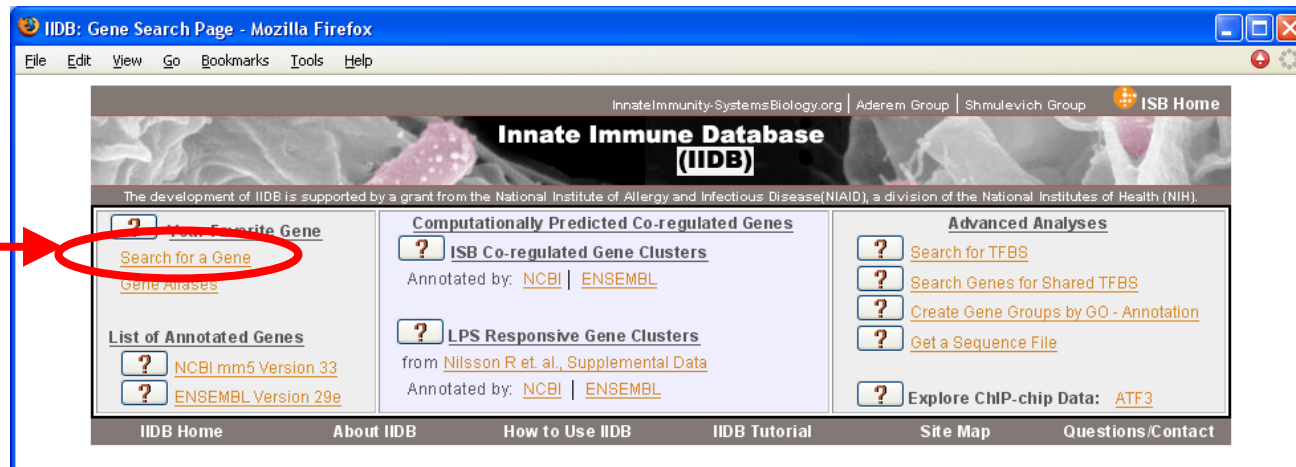 IIDB: Gene Search Page - Mozilla Firefox
File Edit View Go Bookmarks Tools Help
InnateImmunity-SystemsBiology.org | Aderem Group | Shmulevich Group ISB Home
Innate Immune Database
(IIDB)
The development of IIDB is supported by a grant from the National Institute of Allergy and Infectious Disease(NIAID), a division of the National Institutes of Health (NIH).
? Your Favorite Gene
Search for a Gene
Gene Aliases
List of Annotated Genes
? NCBI mm5 Version 33
? ENSEMBL Version 29e
Computationally Predicted Co-regulated Genes
? ISB Co-regulated Gene Clusters
Annotated by: NCBI | ENSEMBL
? LPS Responsive Gene Clusters
from Nilsson R et. al., Supplemental Data
Annotated by: NCBI | ENSEMBL
Advanced Analyses
? Search for TFBS
? Search Genes for Shared TFBS
? Create Gene Groups by GO - Annotation
? Get a Sequence File
? Explore ChIP-chip Data: ATF3
IIDB Home About IIDB How to Use IIDB IIDB Tutorial Site Map Questions/Contact